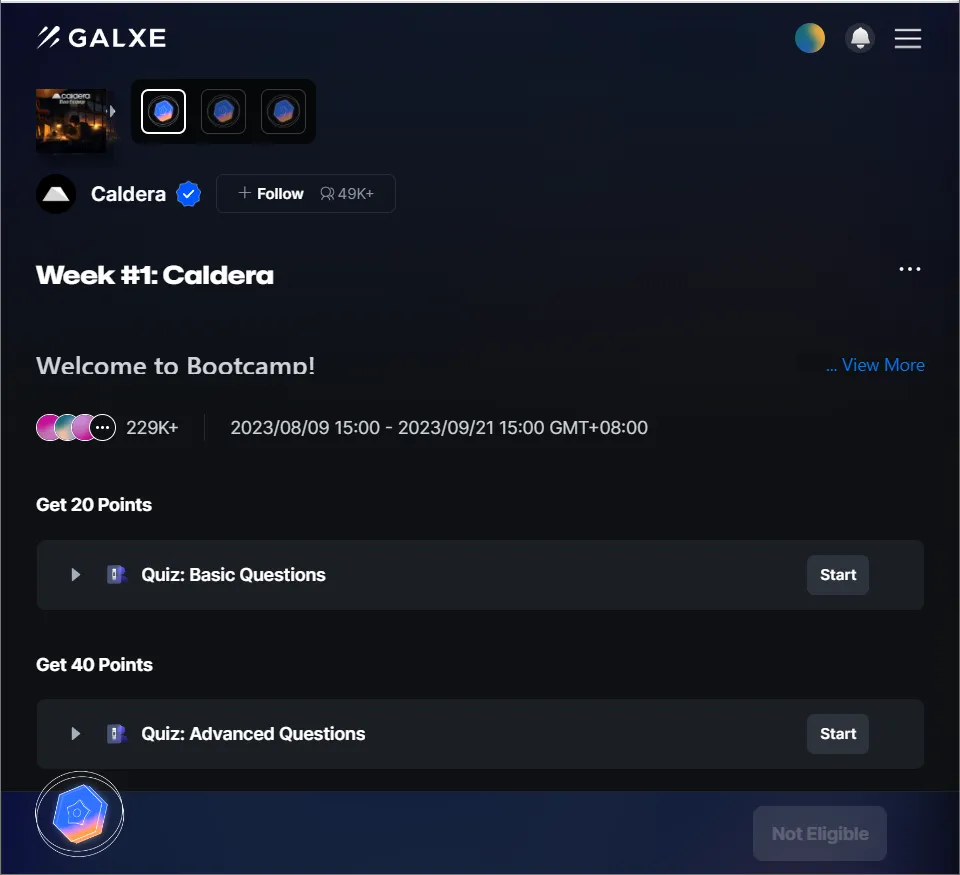 GALXE
caldera
Caldera
+ Follow 49K+
Week #1: Caldera
...
Welcome to Bootcamp!
... View More
229K+
2023/08/09 15:00 - 2023/09/21 15:00 GMT+08:00
Get 20 Points
Quiz: Basic Questions
Start
Get 40 Points
Quiz: Advanced Questions
Start
Not Eligible